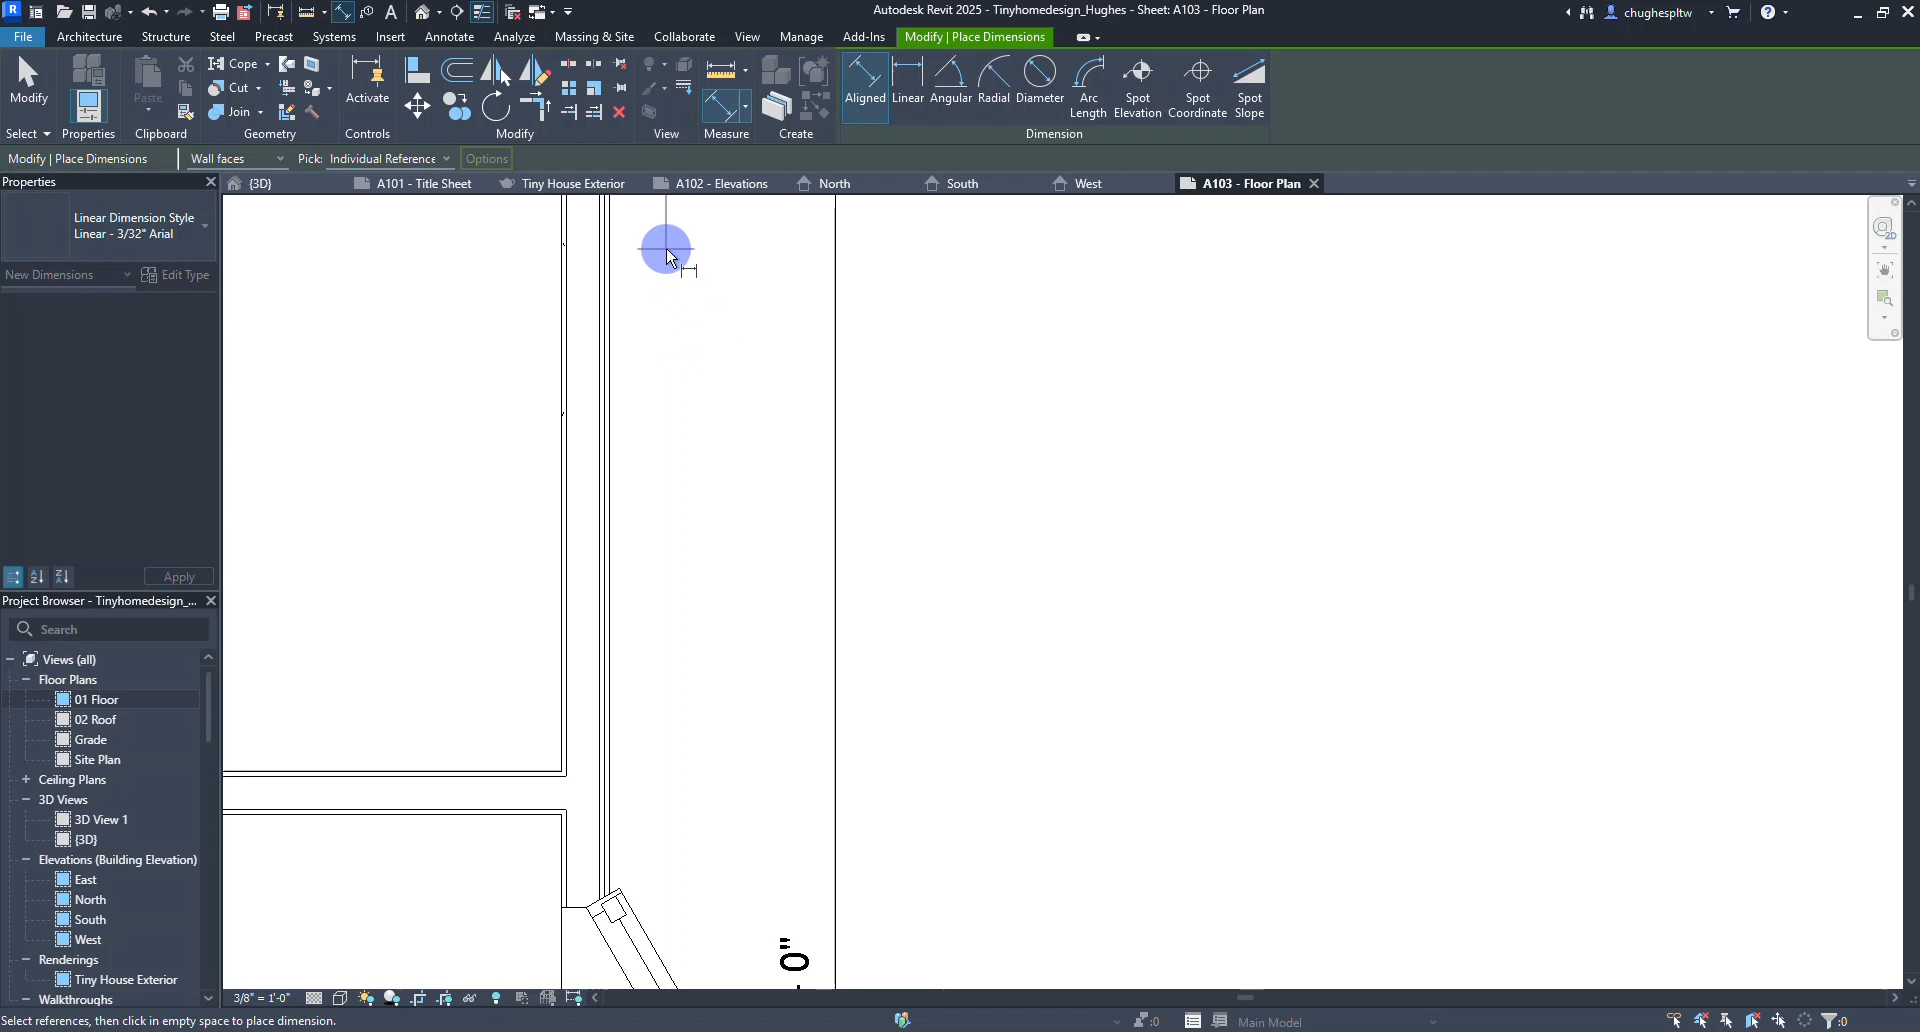 Autodesk Revit 2025 - Tinyhomedesign_Hughes - Sheet: A103 - Floor Plan
chughespltw
File Architecture Structure Steel Precast Systems Insert Annotate Analyze Massing & Site Collaborate View Manage Add-Ins Modify | Place Dimensions
Modify
Paste
Cope
Cut
Join
Activate
Aligned Linear Angular Radial Diameter Arc Length Spot Elevation Spot Coordinate Spot Slope
Select Properties Clipboard Geometry Controls Modify View Measure Create Dimension
Modify | Place Dimensions Wall faces Pick: Individual Reference Options
Properties
{3D} A101 - Title Sheet Tiny House Exterior A102 - Elevations North South West A103 - Floor Plan
Linear Dimension Style
Linear - 3/32" Arial
New Dimensions Edit Type
2D
Apply
Project Browser - Tinyhomedesign_...
Search
Views (all)
Floor Plans
01 Floor
02 Roof
Grade
Site Plan
Ceiling Plans
3D Views
3D View 1
{3D}
Elevations (Building Elevation)
East
North
South
West
Renderings
Tiny House Exterior
Walkthroughs
0"
3/8" = 1'-0"
Select references, then click in empty space to place dimension.
:0
Main Model
:0